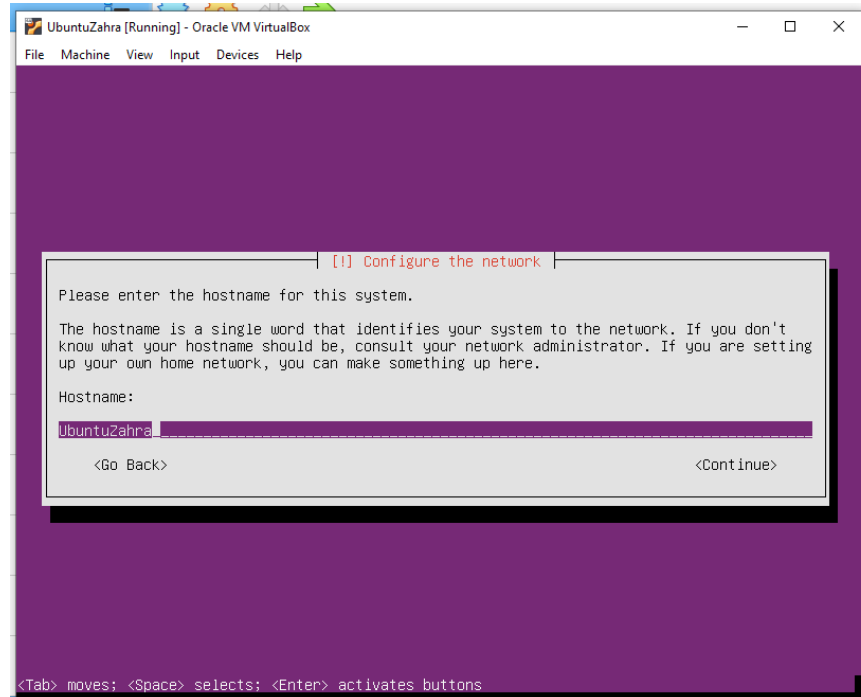 UbuntuZahra [Running] - Oracle VM VirtualBox
File Machine View Input Devices Help
[!] Configure the network
Please enter the hostname for this system.
The hostname is a single word that identifies your system to the network. If you don't
know what your hostname should be, consult your network administrator. If you are setting
up your own home network, you can make something up here.
Hostname:
UbuntuZahra
<Go Back> <Continue>
<Tab> moves; <Space> selects; <Enter> activates buttons